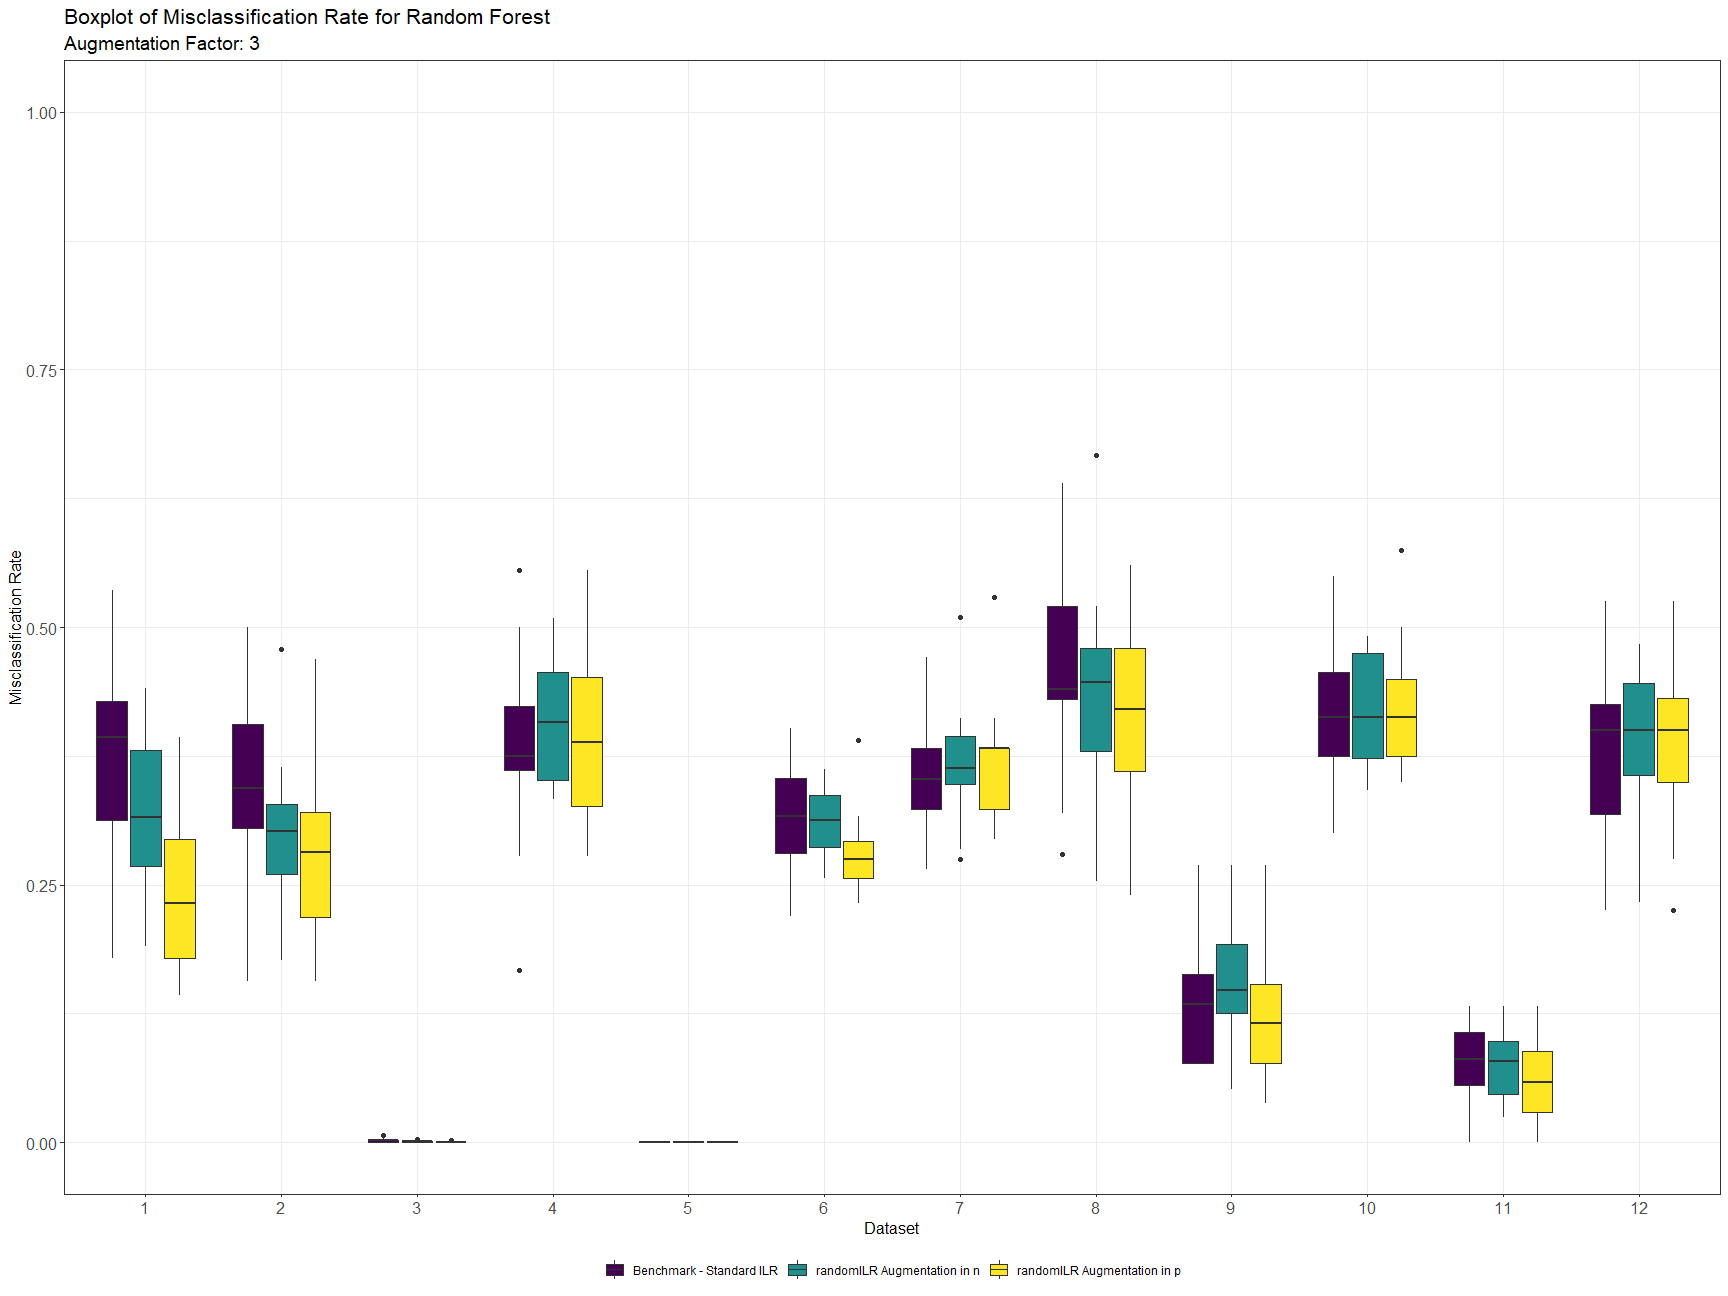 Boxplot of Misclassification Rate for Random Forest
Augmentation Factor: 3
Misclassification Rate
1.00
0.75
0.50
0.25
0.00
1 2 3 4 5 6 7 8 9 10 11 12
Dataset
Benchmark - Standard ILR randomILR Augmentation in n randomILR Augmentation in p